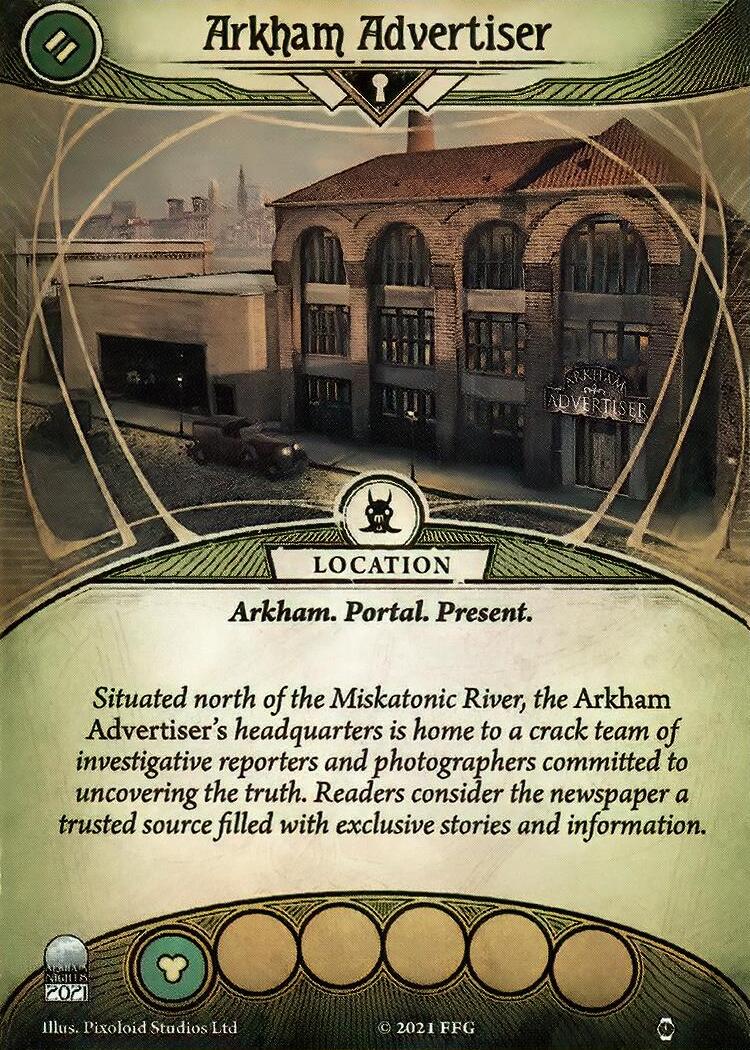 Arkham Advertiser
ARKHAM
ADVERTISER
LOCATION
Arkham. Portal. Present.
Situated north of the Miskatonic River, the Arkham
Advertiser's headquarters is home to a crack team of
investigative reporters and photographers committed to
uncovering the truth. Readers consider the newspaper a
trusted source filled with exclusive stories and information.
ARKHAM
NIGHTS
2021
Illus. Pixoloid Studios Ltd
© 2021 FFG